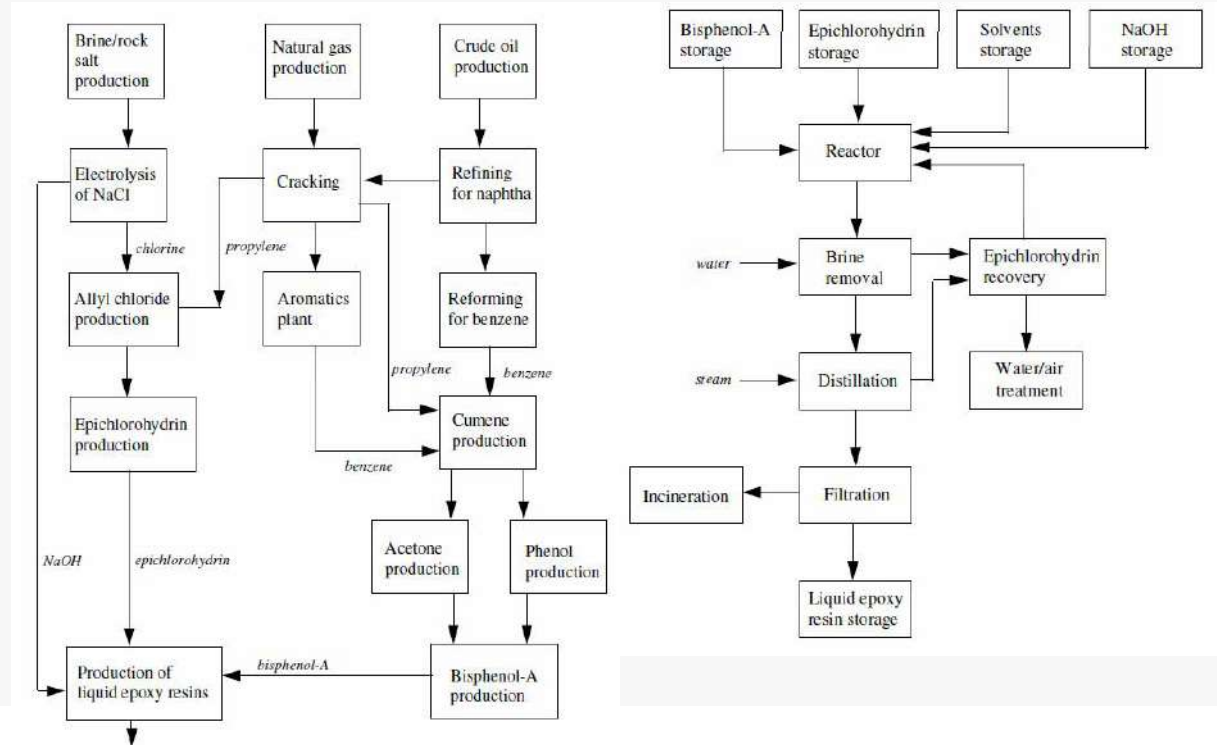 Brine/rock
salt
production
Natural gas
production
Crude oil
production
Electrolysis
of NaCl
Cracking
Refining
for naphtha
chlorine
propylene
Allyl chloride
production
Aromatics
plant
Reforming
for benzene
propylene
benzene
Epichlorohydrin
production
Cumene
production
benzene
Acetone
production
Phenol
production
NaOH
epichlorohydrin
Production of
liquid epoxy resins
bisphenol-A
Bisphenol-A
production
Bisphenol-A
storage
Epichlorohydrin
storage
Solvents
storage
NaOH
storage
Reactor
water
Brine
removal
Epichlorohydrin
recovery
steam
Distillation
Water/air
treatment
Incineration
Filtration
Liquid epoxy
resin storage